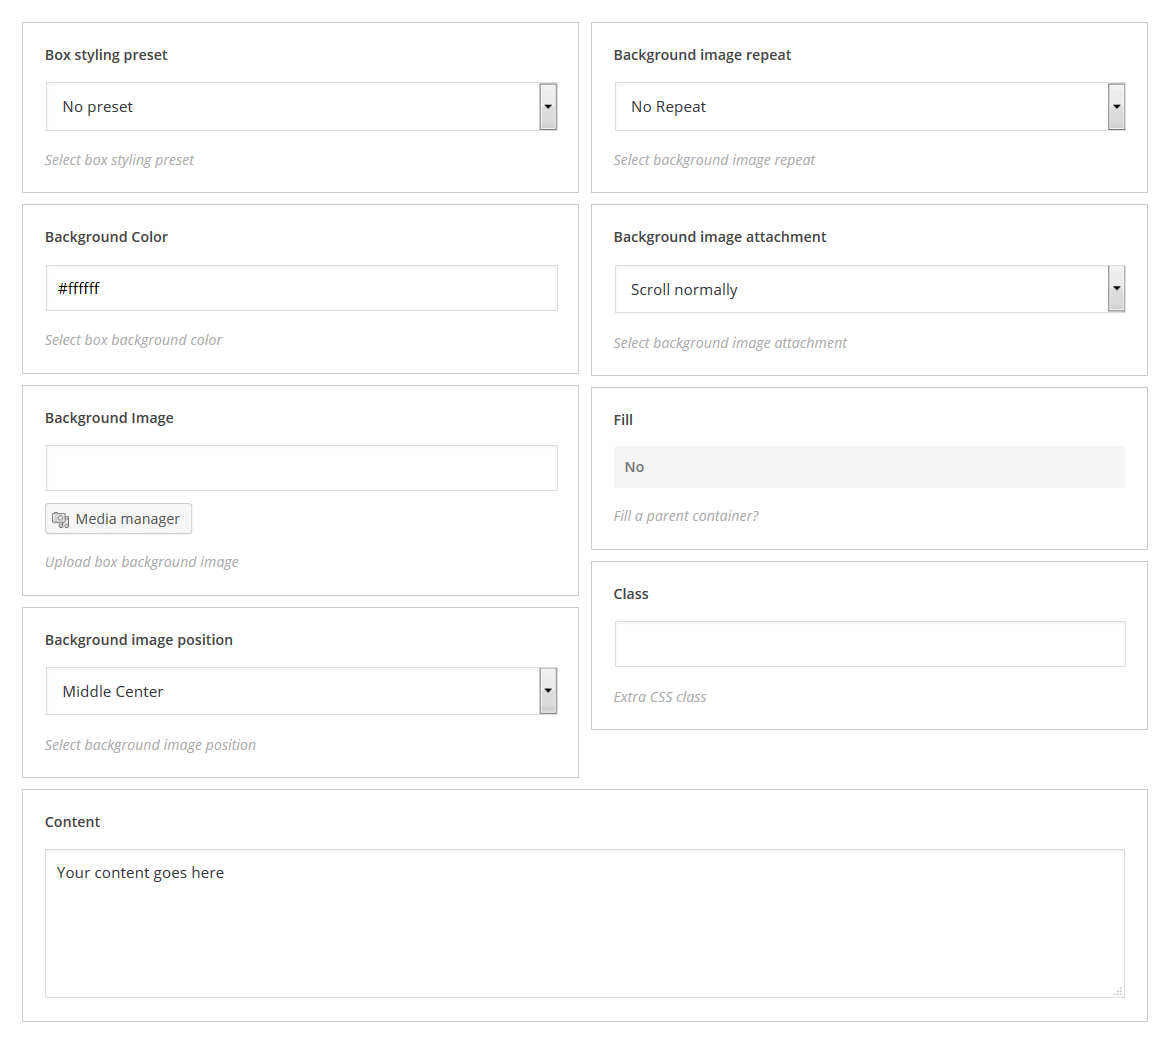 Box styling preset
No preset
Select box styling preset
Background Color
#ffffff
Select box background color
Background Image
Media manager
Upload box background image
Background image position
Middle Center
Select background image position
Background image repeat
No Repeat
Select background image repeat
Background image attachment
Scroll normally
Select background image attachment
Fill
No
Fill a parent container?
Class
Extra CSS class
Content
Your content goes here